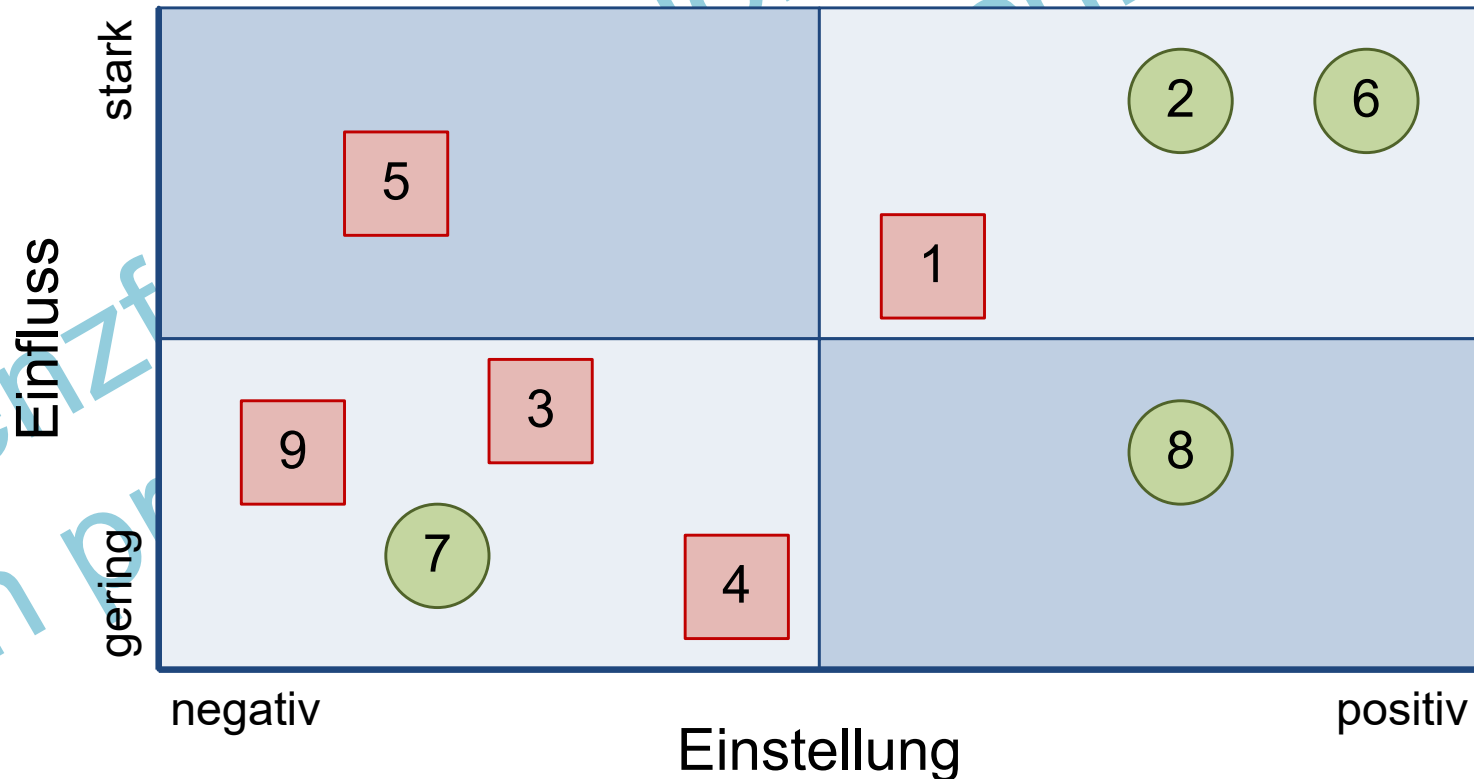 stark
2
6
5
1
Einfluss
3
9
8
7
4
gering
negativ
positiv
Einstellung